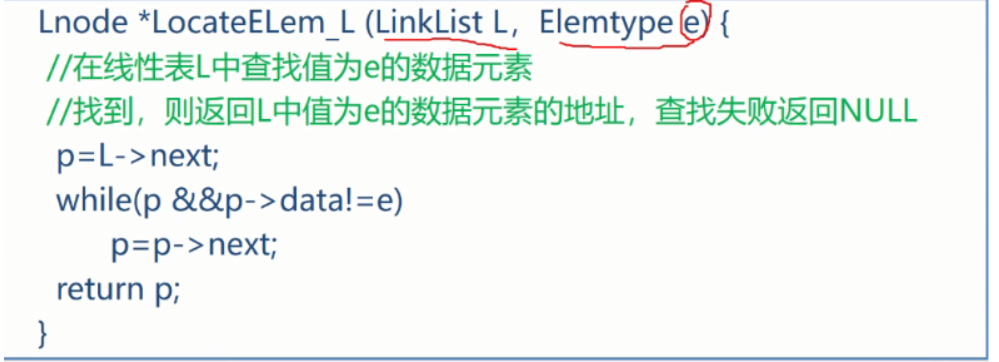 Lnode *LocateELem_L (LinkList L，Elemtype e) {
//在线性表L中查找值为e的数据元素
//找到，则返回L中值为e的数据元素的地址，查找失败返回NULL
p=L->next;
while(p &&p->data!=e)
p=p->next;
return p;
}